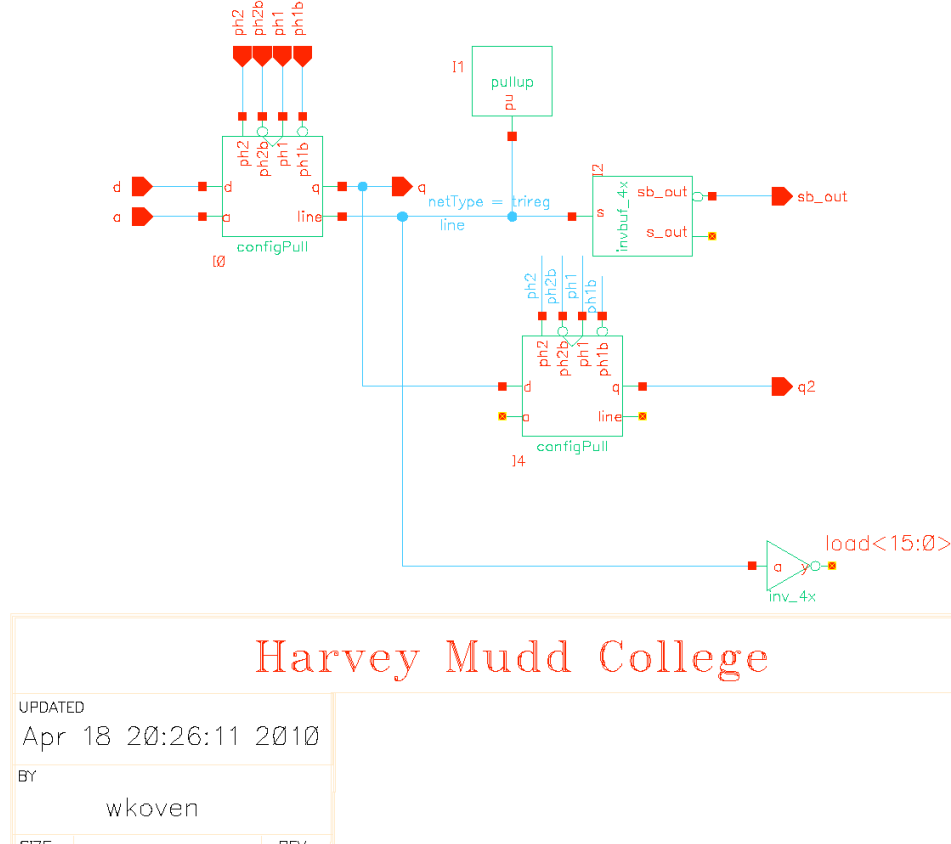 ph2 ph2b ph1 ph1b
I1
pullup
pu
ph2 ph2b ph1 ph1b
d d q q
a a line
configPull
I0
netType = trireg
line
I2
s invbuf_4x sb_out sb_out
s_out
ph2 ph2b ph1 ph1b
ph2 ph2b ph1 ph1b
d q q2
a line
configPull
I4
load<15:0>
a y
inv_4x
Harvey Mudd College
UPDATED
Apr 18 20:26:11 2010
BY
wkoven